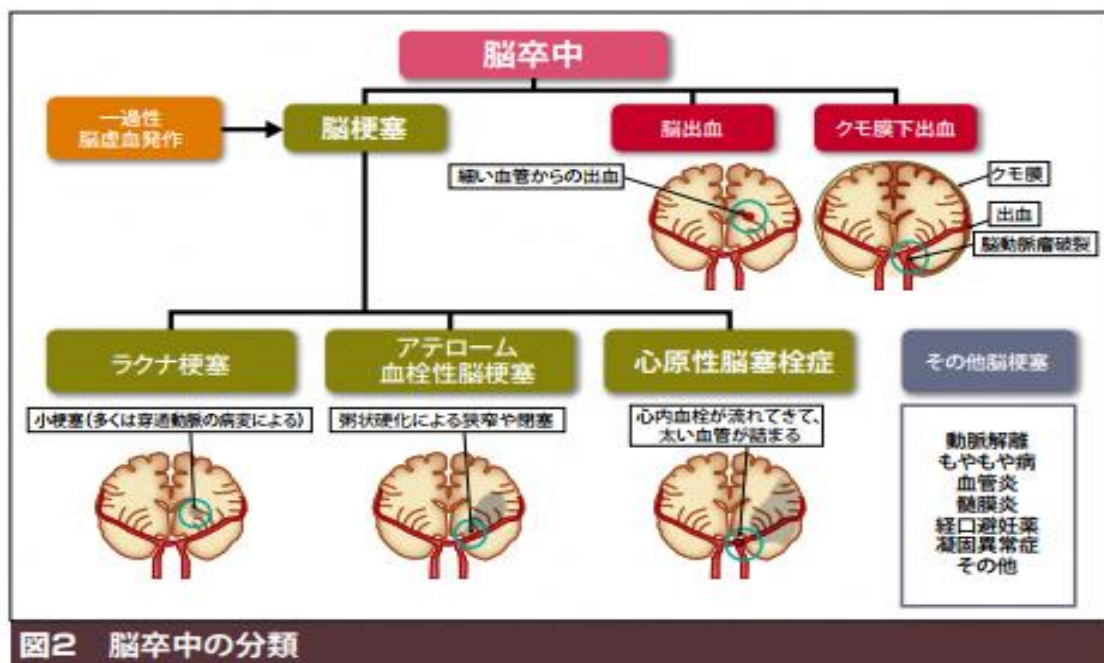 脳卒中
一過性
脳虚血発作
脳梗塞
脳出血
クモ膜下出血
細い血管からの出血
クモ膜
出血
脳動脈瘤破裂
ラクナ梗塞
アテローム
血栓性脳梗塞
心原性脳塞栓症
その他脳梗塞
小梗塞(多くは穿通動脈の病変による)
粥状硬化による狭窄や閉塞
心内血栓が流れてきて、
太い血管が詰まる
動脈解離
もやもや病
血管炎
髄膜炎
経口避妊薬
凝固異常症
その他
図2 脳卒中の分類